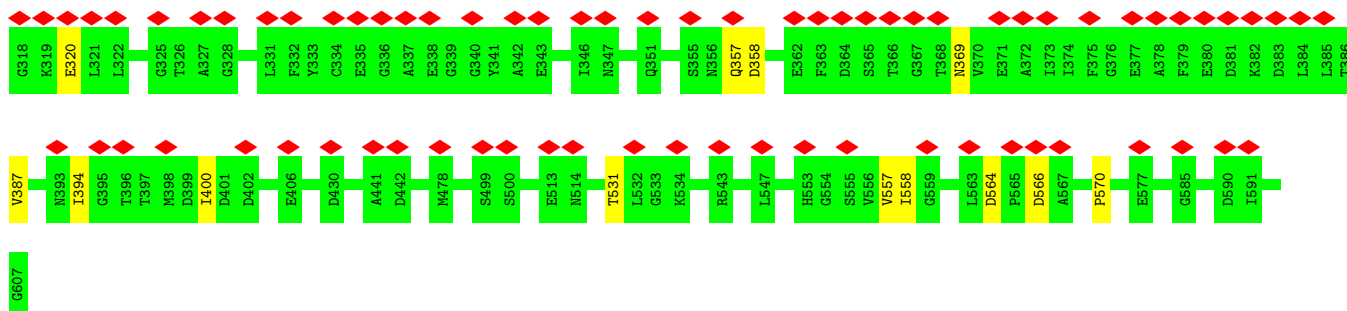 G318 K319 E320 L321 L322 G325 T326 A327 G328 L331 F332 Y333 C334 E335 G336 A337 E338 G339 G340 Y341 A342 E343 I346 N347 Q351 S355 N356 Q357 D358 E362 F363 D364 S365 T366 G367 T368 N369 V370 E371 A372 I373 I374 F375 G376 E377 A378 F379 E380 D381 K382 D383 L384 L385 T386
V387 N393 I394 G395 T396 T397 M398 D399 I400 D401 D402 E406 D430 A441 D442 M478 S499 S500 E513 N514 T531 L532 G533 K534 R543 L547 H553 G554 S555 V556 V557 I558 G559 L563 D564 P565 D566 A567 P570 E577 G585 D590 I591
G607